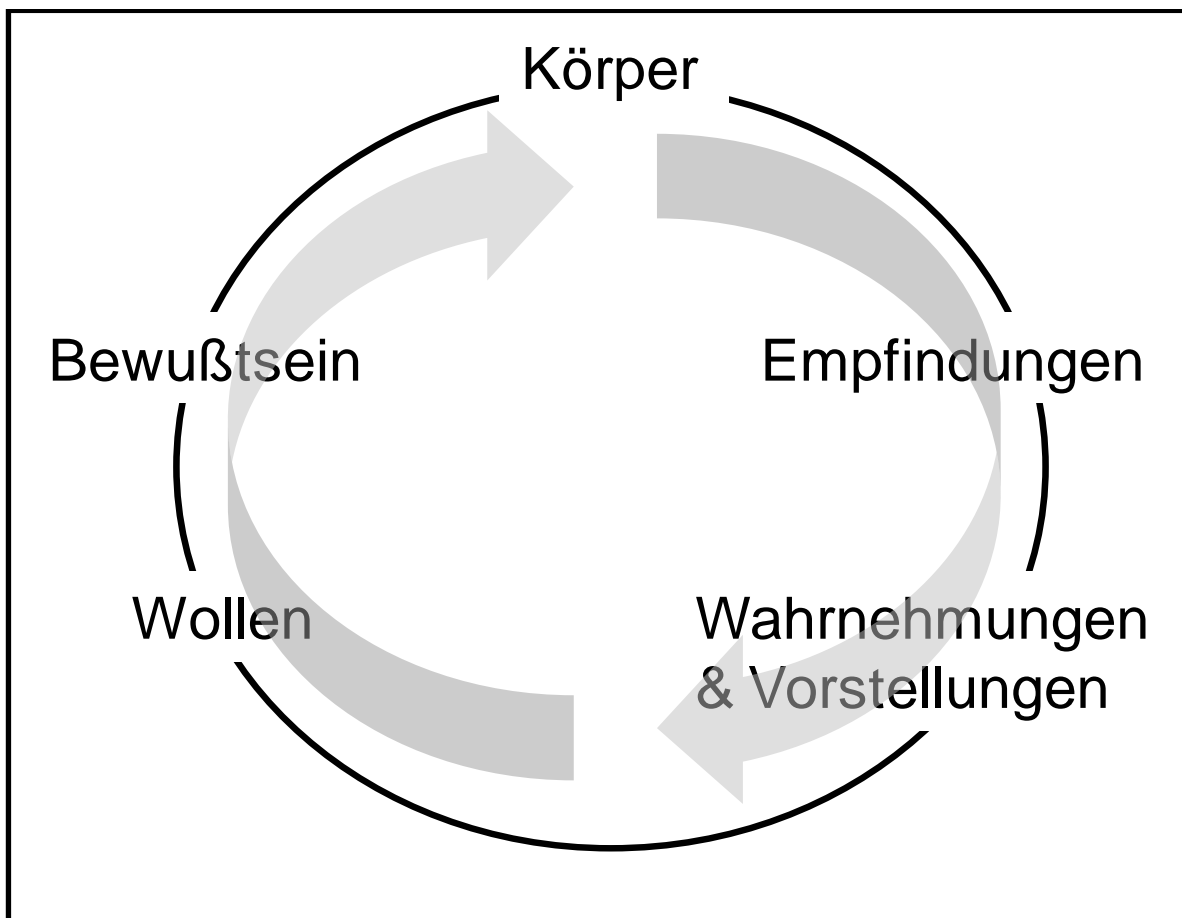 Körper
Bewußtsein
Empfindungen
Wollen
Wahrnehmungen
& Vorstellungen